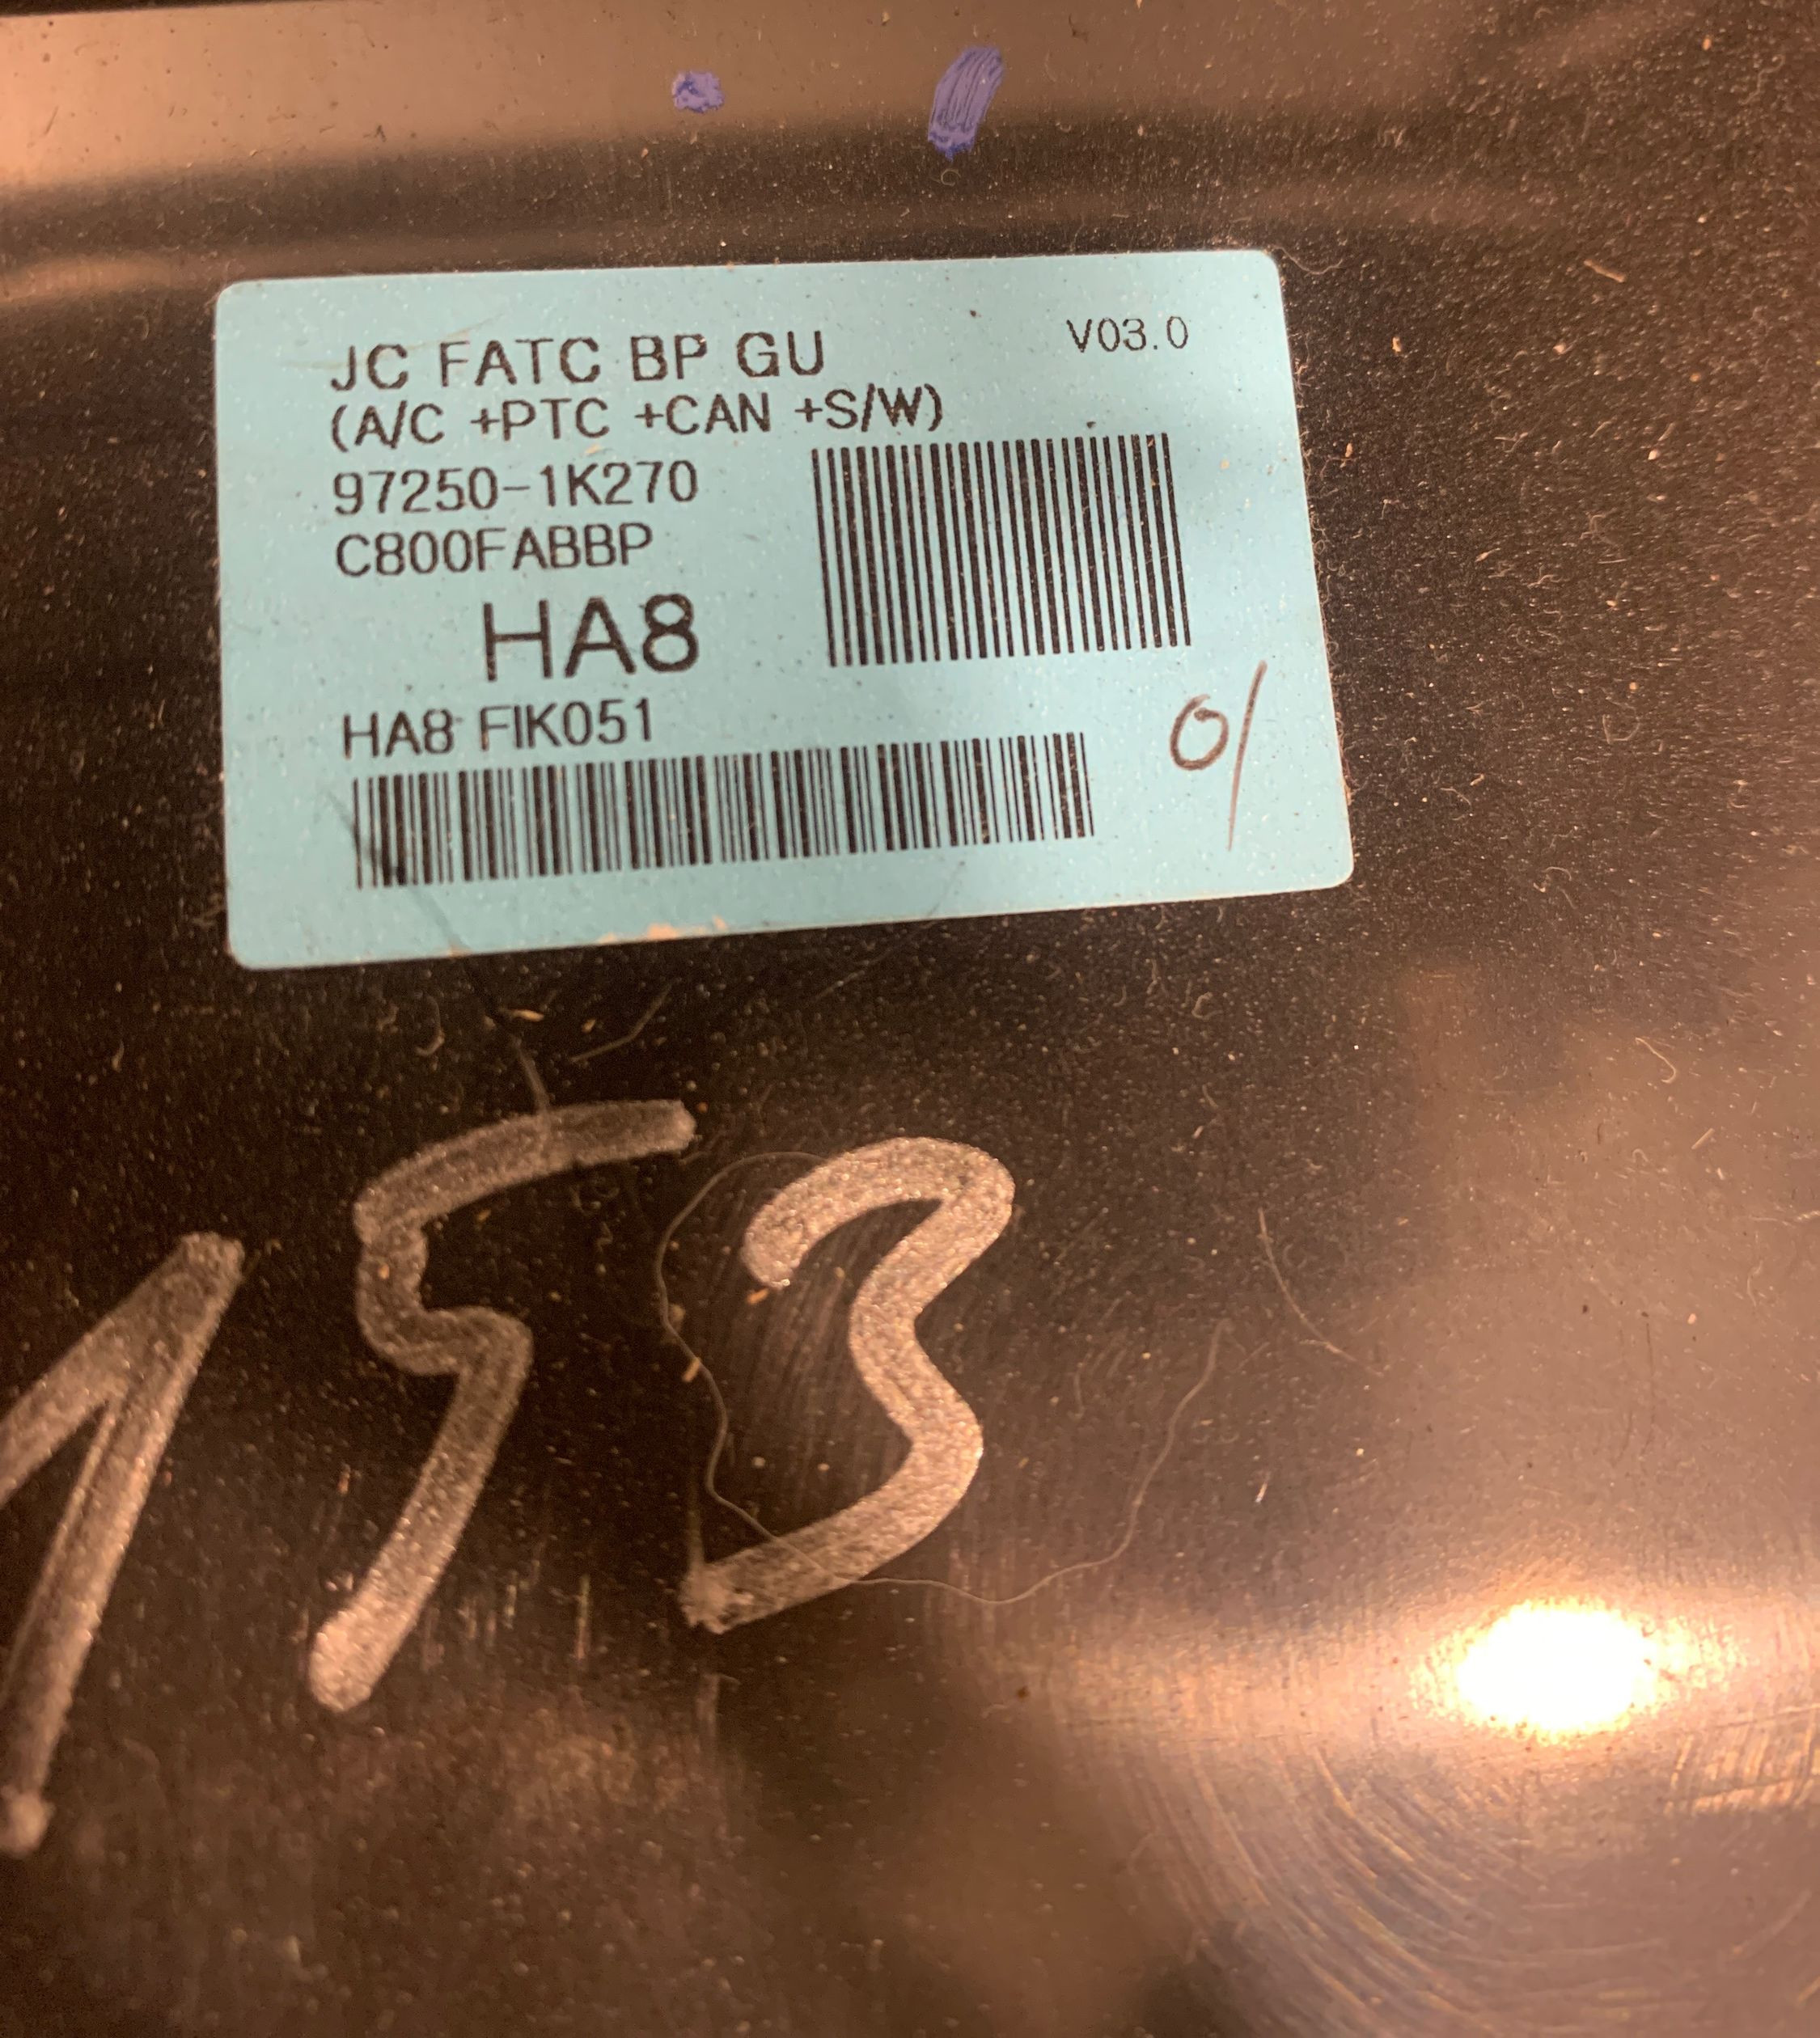 JC FATC BP GU V03.0
(A/C +PTC +CAN +S/W)
97250-1K270
C800FABBP
HA8
HA8 FIK051
0/
153